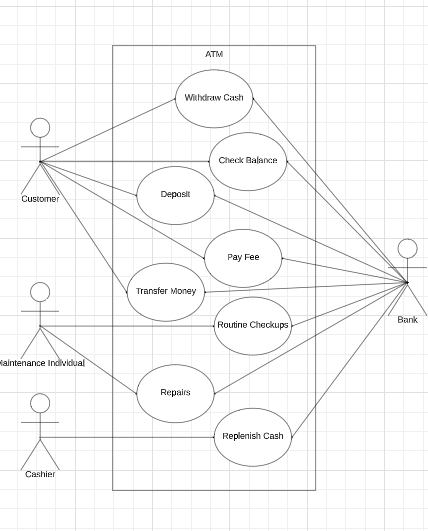 ATM
Withdraw Cash
Check Balance
Customer
Deposit
Pay Fee
Transfer Money
Bank
Routine Checkups
Maintenance Individual
Repairs
Replenish Cash
Cashier